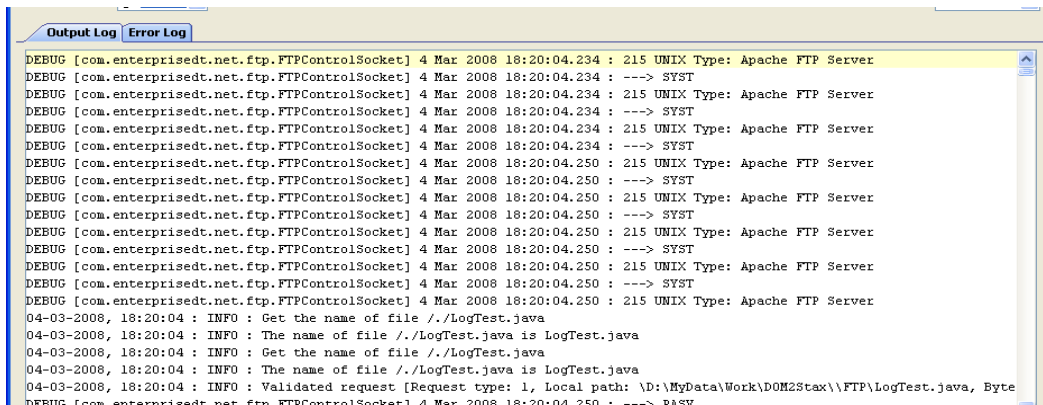 Output Log Error Log
DEBUG [com.enterprisedt.net.ftp.FTPControlSocket] 4 Mar 2008 18:20:04.234 : 215 UNIX Type: Apache FTP Server
DEBUG [com.enterprisedt.net.ftp.FTPControlSocket] 4 Mar 2008 18:20:04.234 : ---> SYST
DEBUG [com.enterprisedt.net.ftp.FTPControlSocket] 4 Mar 2008 18:20:04.234 : 215 UNIX Type: Apache FTP Server
DEBUG [com.enterprisedt.net.ftp.FTPControlSocket] 4 Mar 2008 18:20:04.234 : ---> SYST
DEBUG [com.enterprisedt.net.ftp.FTPControlSocket] 4 Mar 2008 18:20:04.234 : 215 UNIX Type: Apache FTP Server
DEBUG [com.enterprisedt.net.ftp.FTPControlSocket] 4 Mar 2008 18:20:04.234 : ---> SYST
DEBUG [com.enterprisedt.net.ftp.FTPControlSocket] 4 Mar 2008 18:20:04.250 : 215 UNIX Type: Apache FTP Server
DEBUG [com.enterprisedt.net.ftp.FTPControlSocket] 4 Mar 2008 18:20:04.250 : ---> SYST
DEBUG [com.enterprisedt.net.ftp.FTPControlSocket] 4 Mar 2008 18:20:04.250 : 215 UNIX Type: Apache FTP Server
DEBUG [com.enterprisedt.net.ftp.FTPControlSocket] 4 Mar 2008 18:20:04.250 : ---> SYST
DEBUG [com.enterprisedt.net.ftp.FTPControlSocket] 4 Mar 2008 18:20:04.250 : 215 UNIX Type: Apache FTP Server
DEBUG [com.enterprisedt.net.ftp.FTPControlSocket] 4 Mar 2008 18:20:04.250 : ---> SYST
DEBUG [com.enterprisedt.net.ftp.FTPControlSocket] 4 Mar 2008 18:20:04.250 : 215 UNIX Type: Apache FTP Server
DEBUG [com.enterprisedt.net.ftp.FTPControlSocket] 4 Mar 2008 18:20:04.250 : ---> SYST
DEBUG [com.enterprisedt.net.ftp.FTPControlSocket] 4 Mar 2008 18:20:04.250 : 215 UNIX Type: Apache FTP Server
04-03-2008, 18:20:04 : INFO : Get the name of file /./LogTest.java
04-03-2008, 18:20:04 : INFO : The name of file /./LogTest.java is LogTest.java
04-03-2008, 18:20:04 : INFO : Get the name of file /./LogTest.java
04-03-2008, 18:20:04 : INFO : The name of file /./LogTest.java is LogTest.java
04-03-2008, 18:20:04 : INFO : Validated request [Request type: 1, Local path: \D:\MyData\Work\DOM2Stax\\FTP\LogTest.java, Byte
DEBUG [com.enterprisedt.net.ftp.FTPControlSocket] 4 Mar 2008 18:20:04.250 : ---> PASV